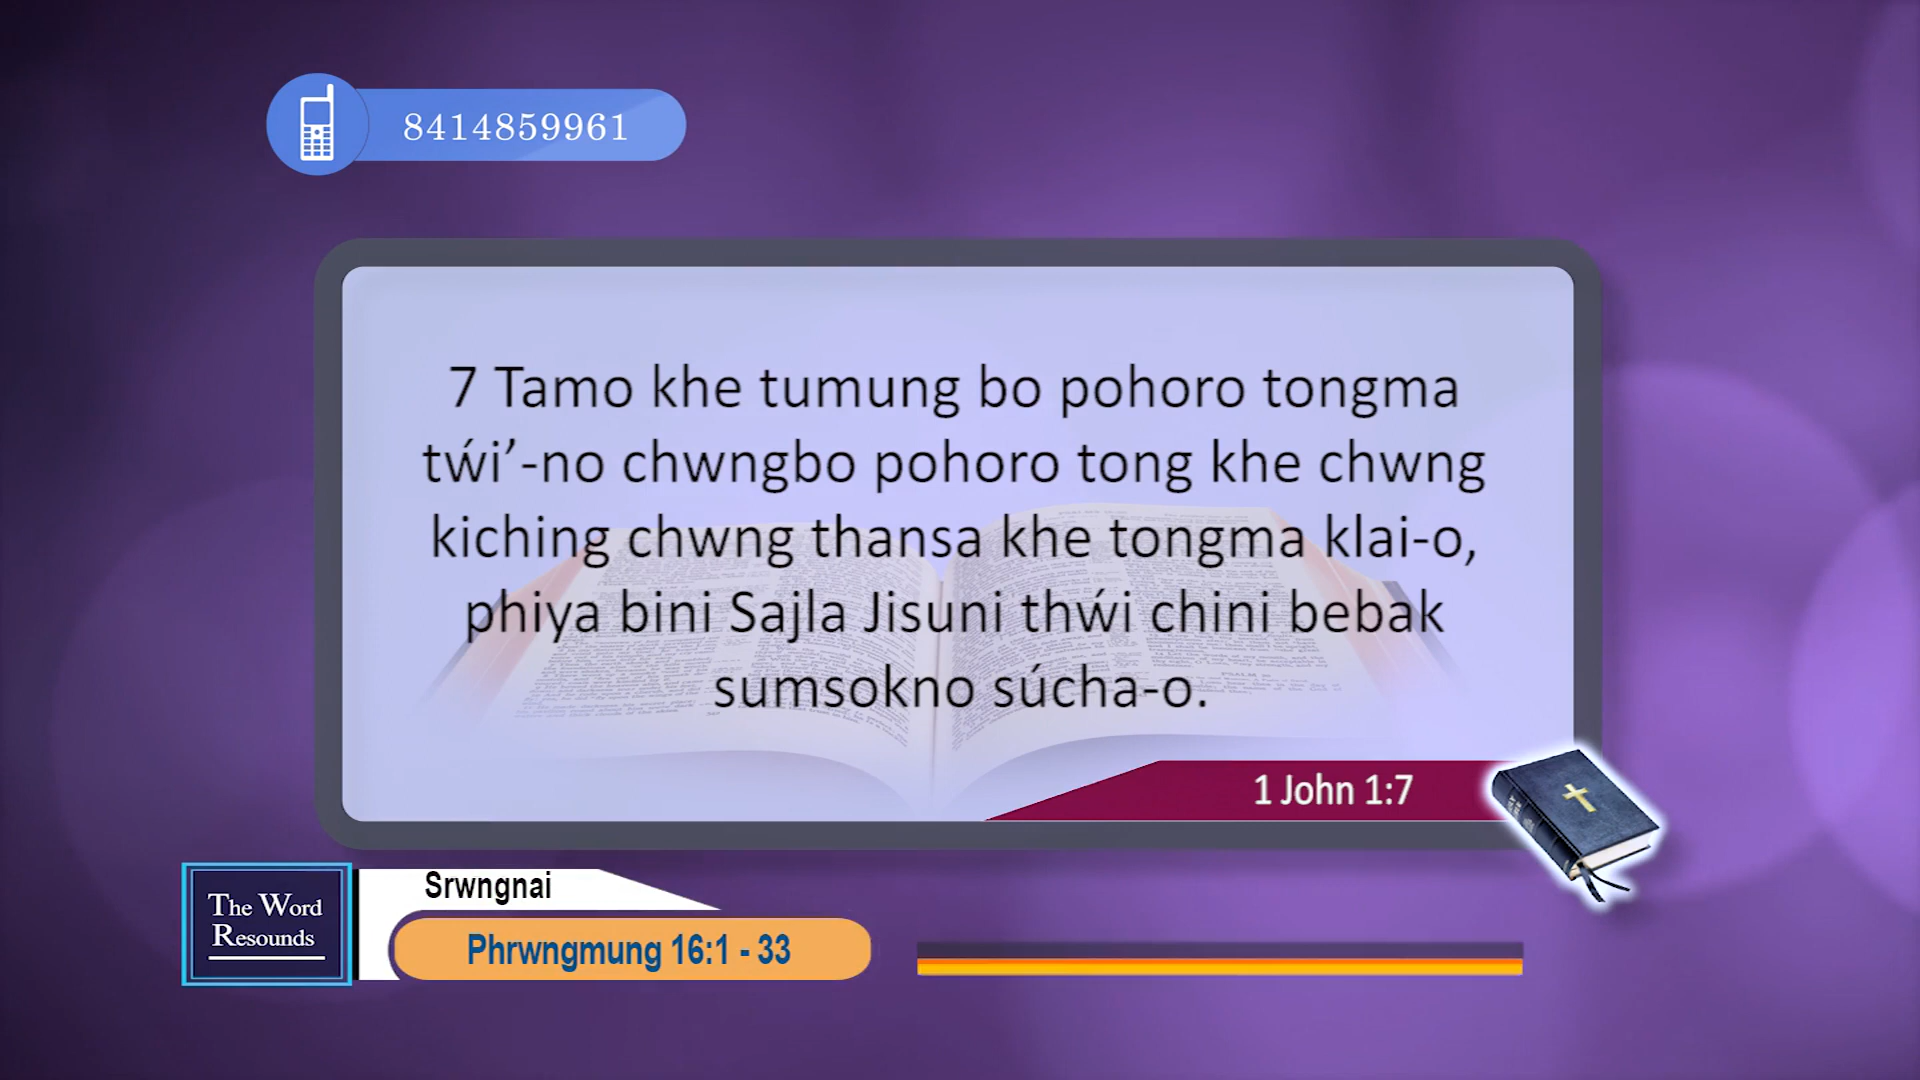 8414859961
7 Tamo khe tumung bo pohoro tongma
tẃi’-no chwngbo pohoro tong khe chwng
kiching chwng thansa khe tongma klai-o,
phiya bini Sajla Jisuni thẃi chini bebak
sumsokno súcha-o.
1 John 1:7
The Word
Resounds
Srwngnai
Phrwngmung 16:1 - 33